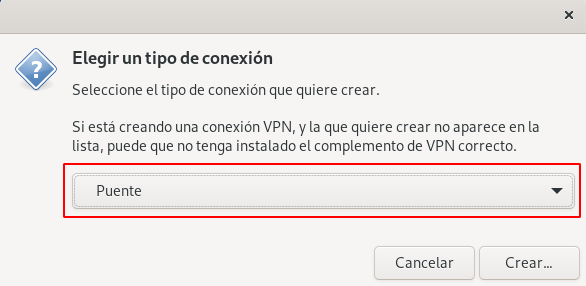 Elegir un tipo de conexión
Seleccione el tipo de conexión que quiere crear.
Si está creando una conexión VPN, y la que quiere crear no aparece en la
lista, puede que no tenga instalado el complemento de VPN correcto.
Puente
Cancelar
Crear...